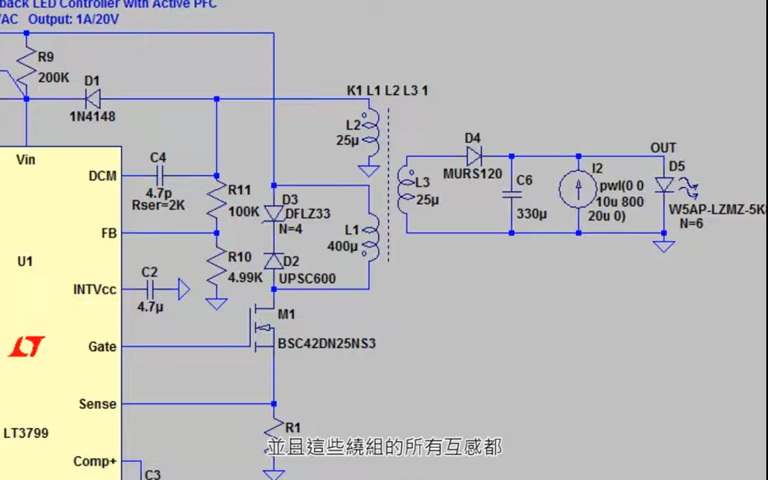 back LED Controller with Active PFC
/AC Output: 1A/20V
R9
200K
D1
1N4148
K1 L1 L2 L3 1
L2
25µ
Vin
C4
4.7p
Rser=2K
DCM
R11
100K
D3
DFLZ33
N=4
L1
400µ
L3
25µ
D4
MURS120
C6
330µ
I2
pwl(0 0
10u 800
20u 0)
OUT
D5
W5AP-LZMZ-5K
N=6
FB
U1
R10
4.99K
D2
UPSC600
INTVcc
C2
4.7µ
M1
BSC42DN25NS3
Gate
Sense
LT3799
R1
Comp+
C3
並且這些繞組的所有互感都